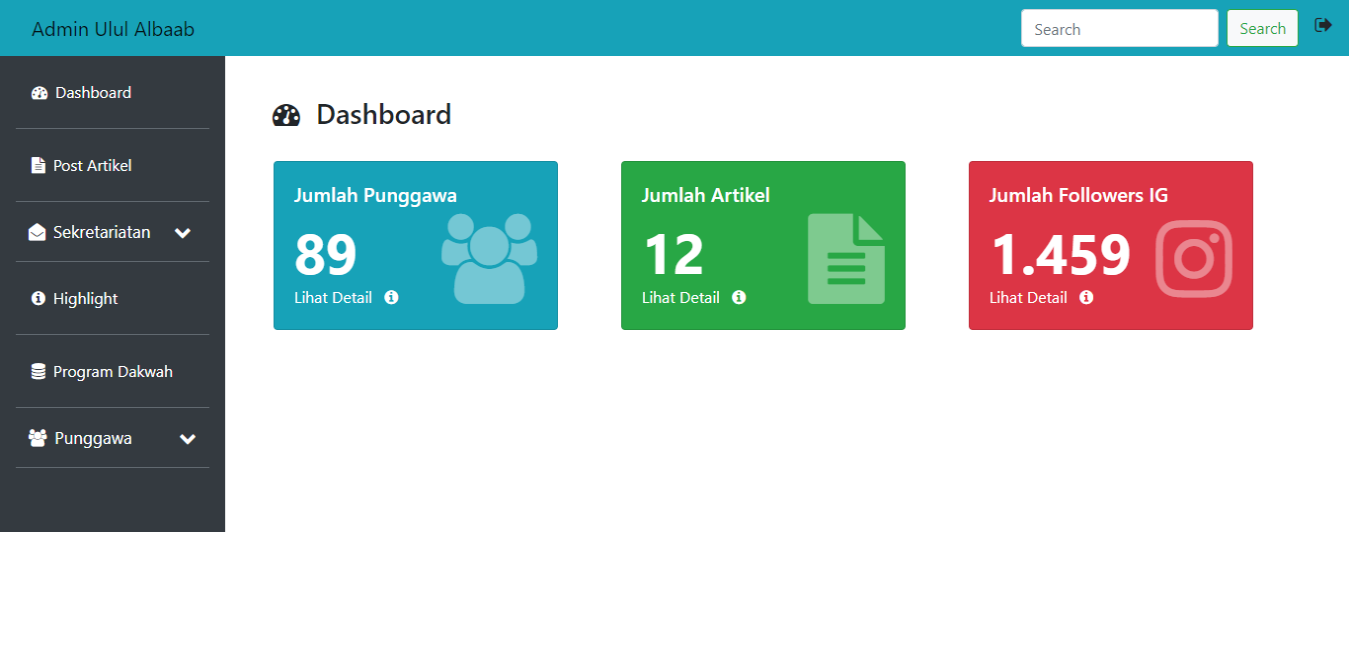 Admin Ulul Albaab
Search
Search
Dashboard
Post Artikel
Sekretariatan
Highlight
Program Dakwah
Punggawa
Dashboard
Jumlah Punggawa
89
Lihat Detail
Jumlah Artikel
12
Lihat Detail
Jumlah Followers IG
1.459
Lihat Detail